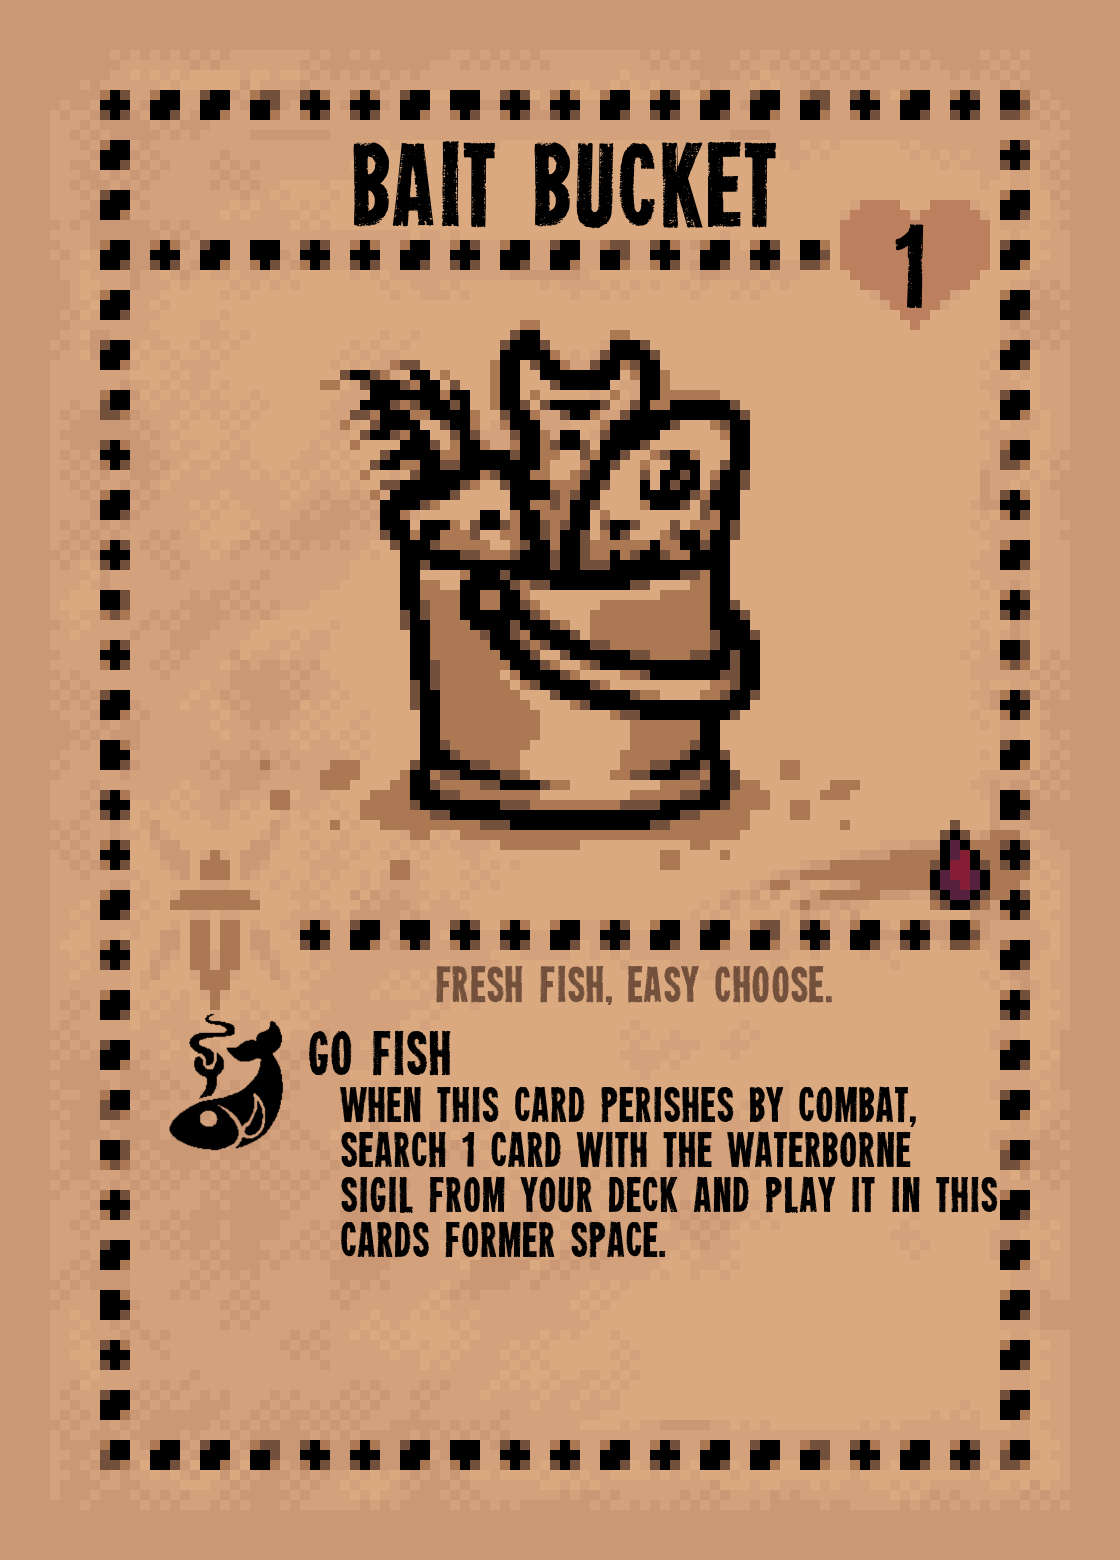 BAIT BUCKET
1
FRESH FISH, EASY CHOOSE.
GO FISH
WHEN THIS CARD PERISHES BY COMBAT,
SEARCH 1 CARD WITH THE WATERBORNE
SIGIL FROM YOUR DECK AND PLAY IT IN THIS
CARDS FORMER SPACE.